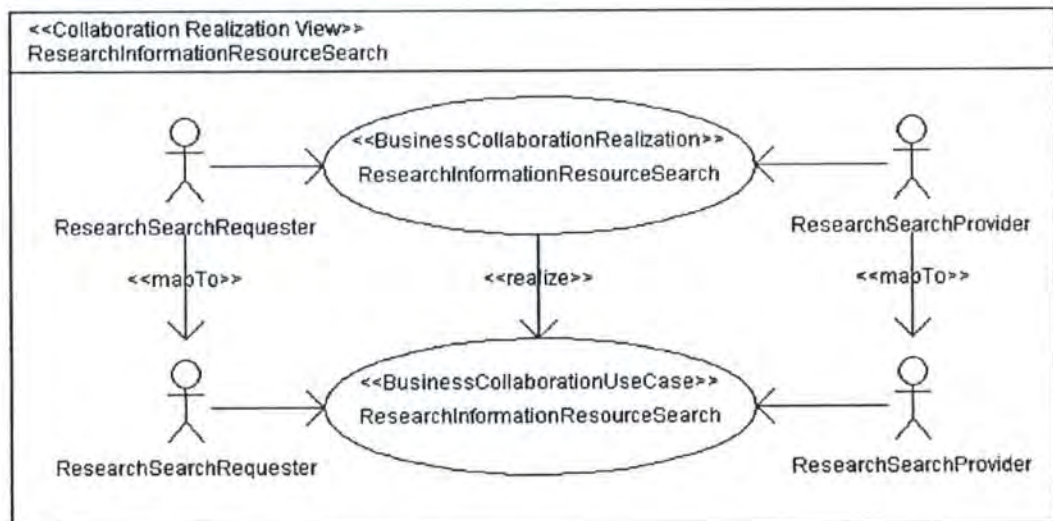 <<Collaboration Realization View>>
ResearchInformationResourceSearch
<<BusinessCollaborationRealization>>
ResearchInformationResourceSearch
ResearchSearchRequester
ResearchSearchProvider
<<mapTo>>
<<realize>>
<<mapTo>>
<<BusinessCollaborationUseCase>>
ResearchInformationResourceSearch
ResearchSearchRequester
ResearchSearchProvider